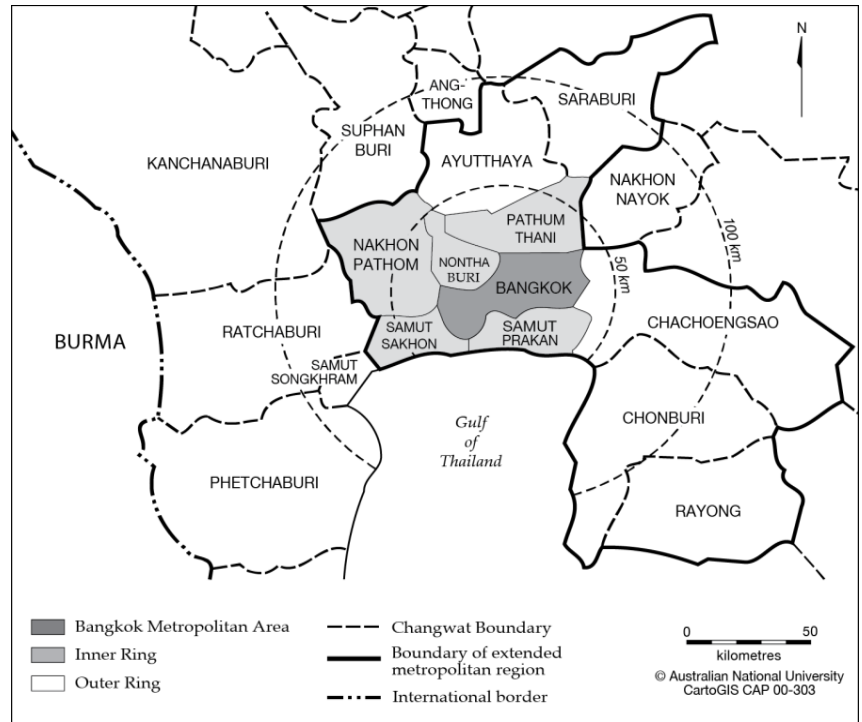 N
ANG-
THONG
SARABURI
SUPHAN
BURI
KANCHANABURI
AYUTTHAYA
NAKHON
NAYOK
PATHUM
THANI
100 km
NAKHON
PATHOM
NONTHA
BURI
50 km
BANGKOK
BURMA
RATCHABURI
SAMUT
SAKHON
SAMUT
PRAKAN
CHACHOENGSAO
SAMUT
SONGKHRAM
CHONBURI
Gulf
of
Thailand
PHETCHABURI
RAYONG
Bangkok Metropolitan Area
Inner Ring
Outer Ring
Changwat Boundary
Boundary of extended
metropolitan region
International border
0 50
kilometres
© Australian National University
CartoGIS CAP 00-303